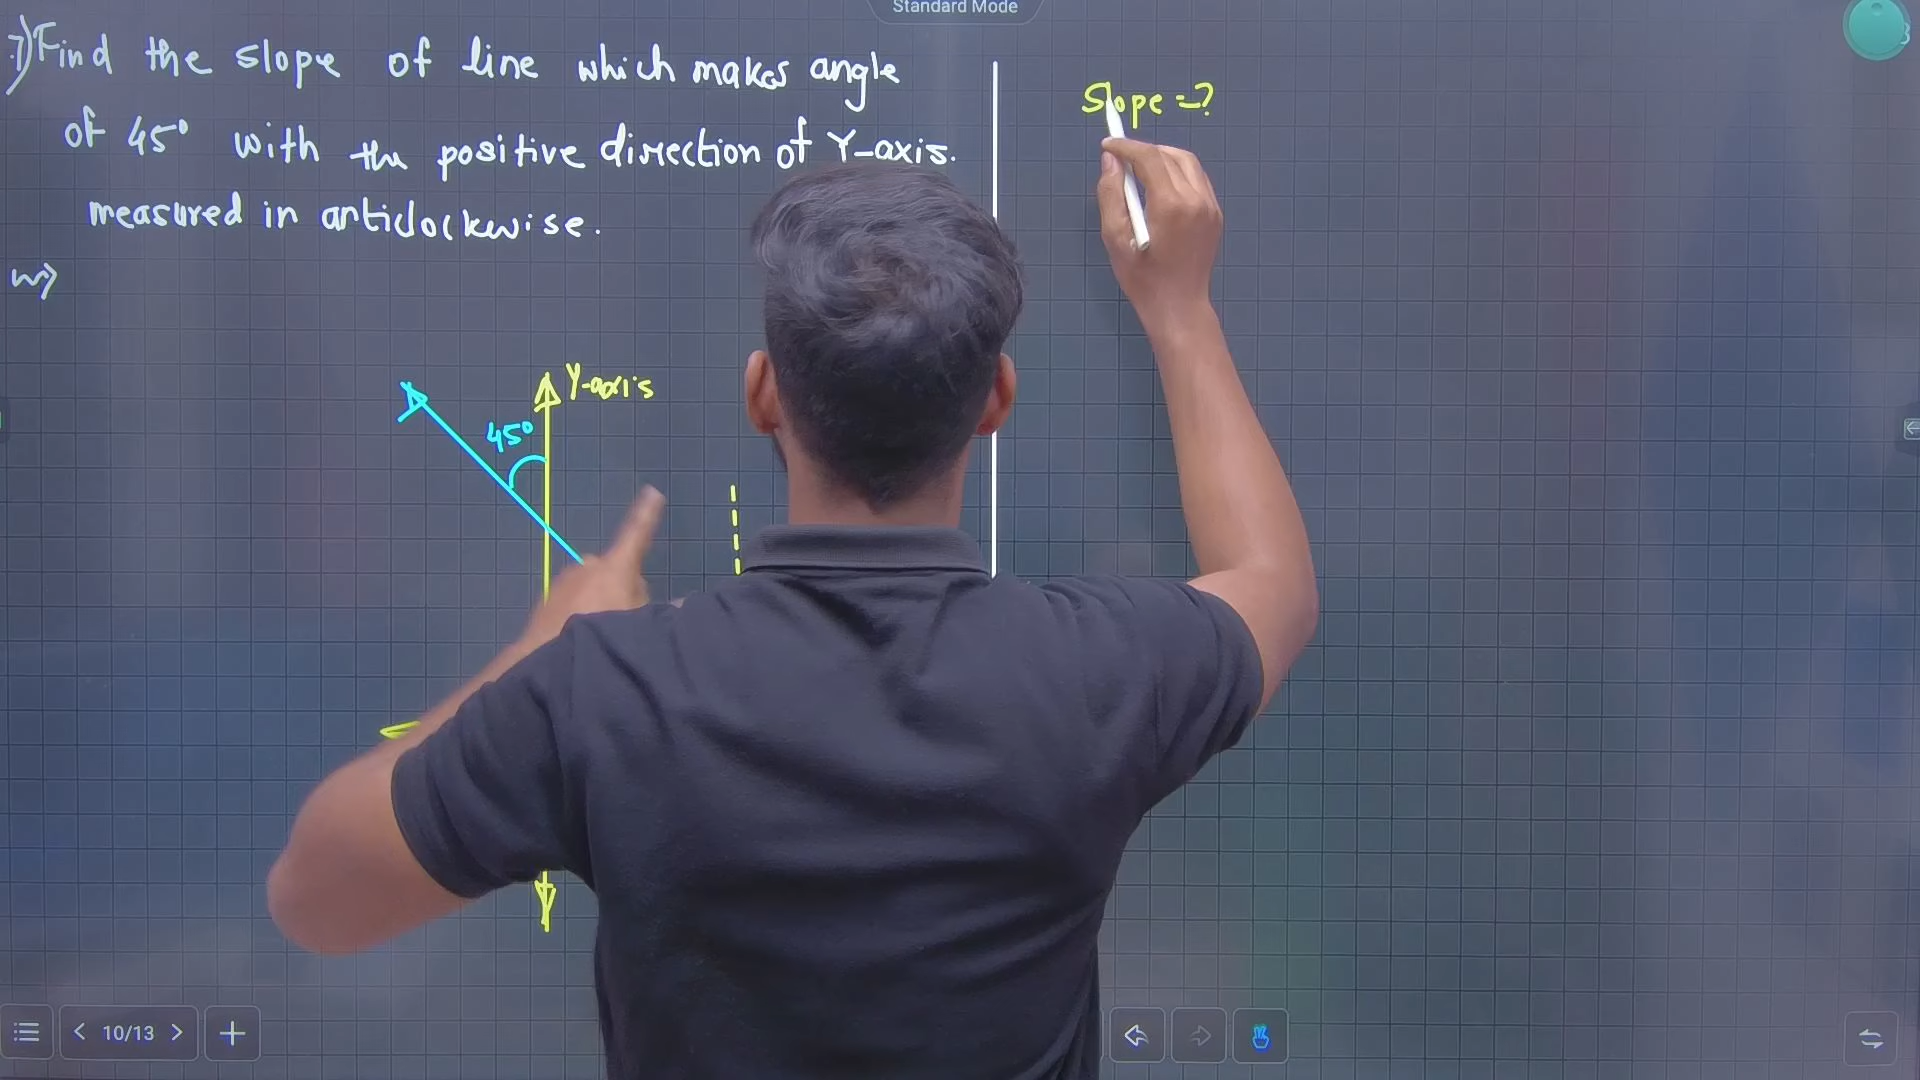 Standard Mode
7) Find the slope of line which makes angle
of 45° with the positive direction of Y-axis.
measured in anticlockwise.
Slope = ?
Y-axis
45°
10/13